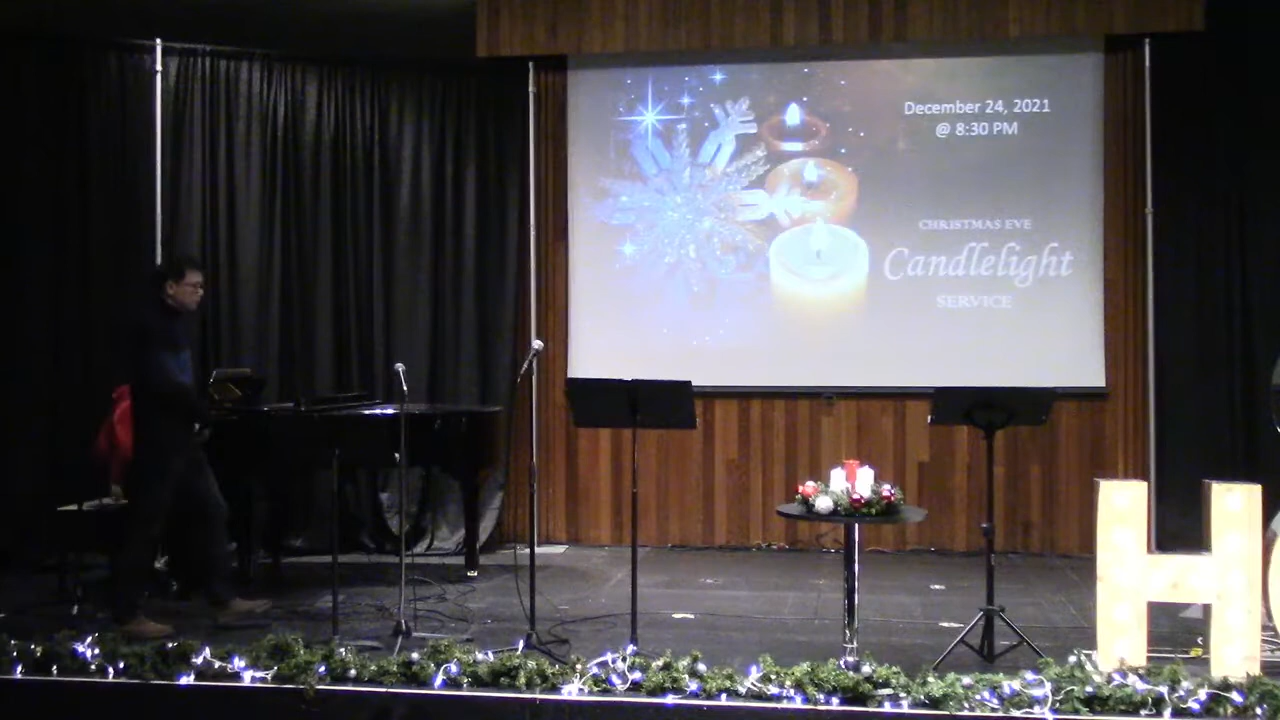 December 24, 2021
@ 8:30 PM
CHRISTMAS EVE
Candlelight
SERVICE
H